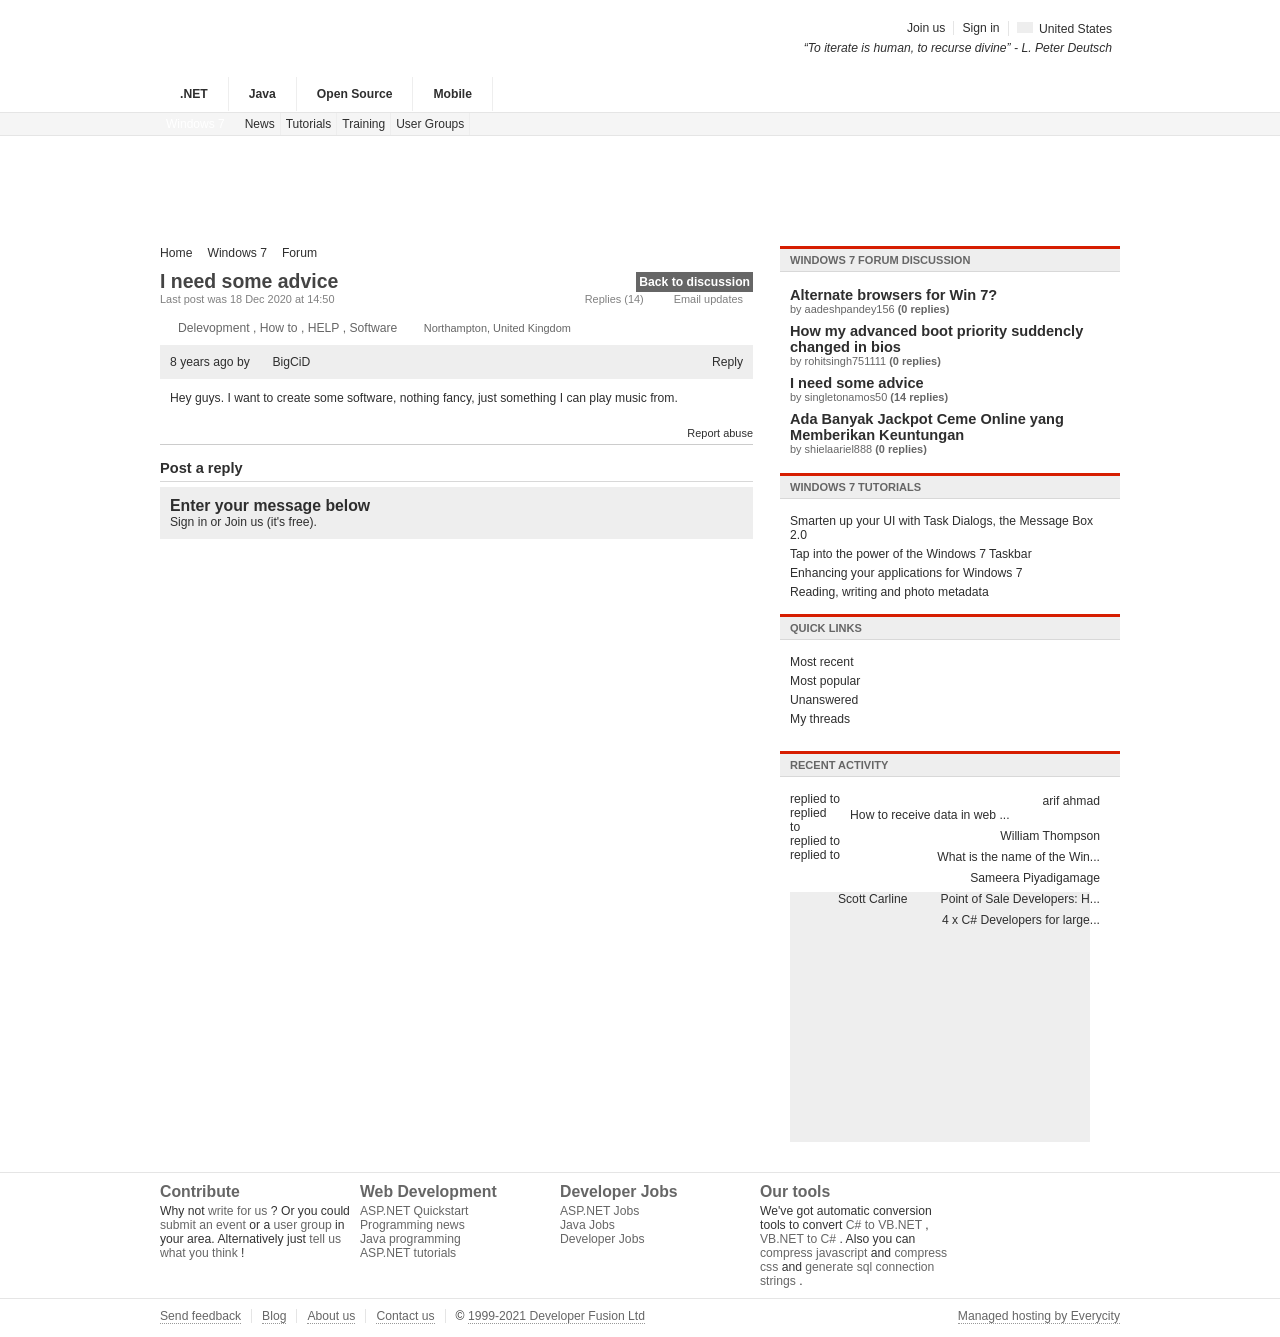 Join us
Sign in
United States
“To iterate is human, to recurse divine” - L. Peter Deutsch
.NET
Java
Open Source
Mobile
Windows 7
News
Tutorials
Training
User Groups
Home
Windows 7
Forum
I need some advice
Back to discussion
Last post was 18 Dec 2020 at 14:50
Replies (14)
Email updates
Delevopment , How to , HELP , Software
Northampton, United Kingdom
8 years ago by
BigCiD
Reply
Hey guys. I want to create some software, nothing fancy, just something I can play music from.
Report abuse
Post a reply
Enter your message below
Sign in or Join us (it's free).
WINDOWS 7 FORUM DISCUSSION
Alternate browsers for Win 7?
by aadeshpandey156 (0 replies)
How my advanced boot priority suddencly
changed in bios
by rohitsingh751111 (0 replies)
I need some advice
by singletonamos50 (14 replies)
Ada Banyak Jackpot Ceme Online yang
Memberikan Keuntungan
by shielaariel888 (0 replies)
WINDOWS 7 TUTORIALS
Smarten up your UI with Task Dialogs, the Message Box
2.0
Tap into the power of the Windows 7 Taskbar
Enhancing your applications for Windows 7
Reading, writing and photo metadata
QUICK LINKS
Most recent
Most popular
Unanswered
My threads
RECENT ACTIVITY
replied to
arif ahmad
replied
How to receive data in web ...
to
William Thompson
replied to
replied to
What is the name of the Win...
Sameera Piyadigamage
Scott Carline
Point of Sale Developers: H...
4 x C# Developers for large...
Contribute
Why not write for us ? Or you could
submit an event or a user group in
your area. Alternatively just tell us
what you think !
Web Development
ASP.NET Quickstart
Programming news
Java programming
ASP.NET tutorials
Developer Jobs
ASP.NET Jobs
Java Jobs
Developer Jobs
Our tools
We've got automatic conversion
tools to convert C# to VB.NET ,
VB.NET to C# . Also you can
compress javascript and compress
css and generate sql connection
strings .
Send feedback
Blog
About us
Contact us
© 1999-2021 Developer Fusion Ltd
Managed hosting by Everycity